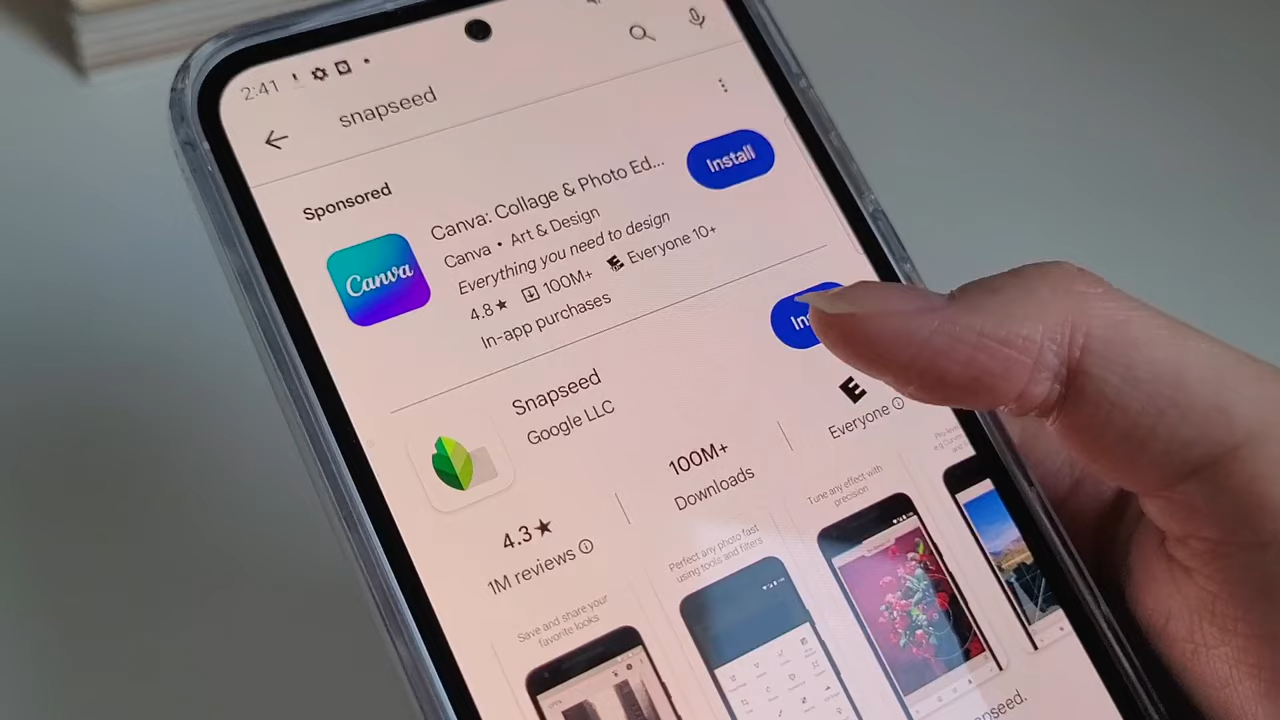 2:41
snapseed
Sponsored
Canva: Collage & Photo Ed...
Install
Canva • Art & Design
Everything you need to design
4.8★ 100M+ Everyone 10+
In-app purchases
Canva
Snapseed
Google LLC
4.3★
1M reviews
100M+
Downloads
E
Everyone
Save and share your
favorite looks
Perfect any photo fast
using tools and filters
Tune any effect with
precision